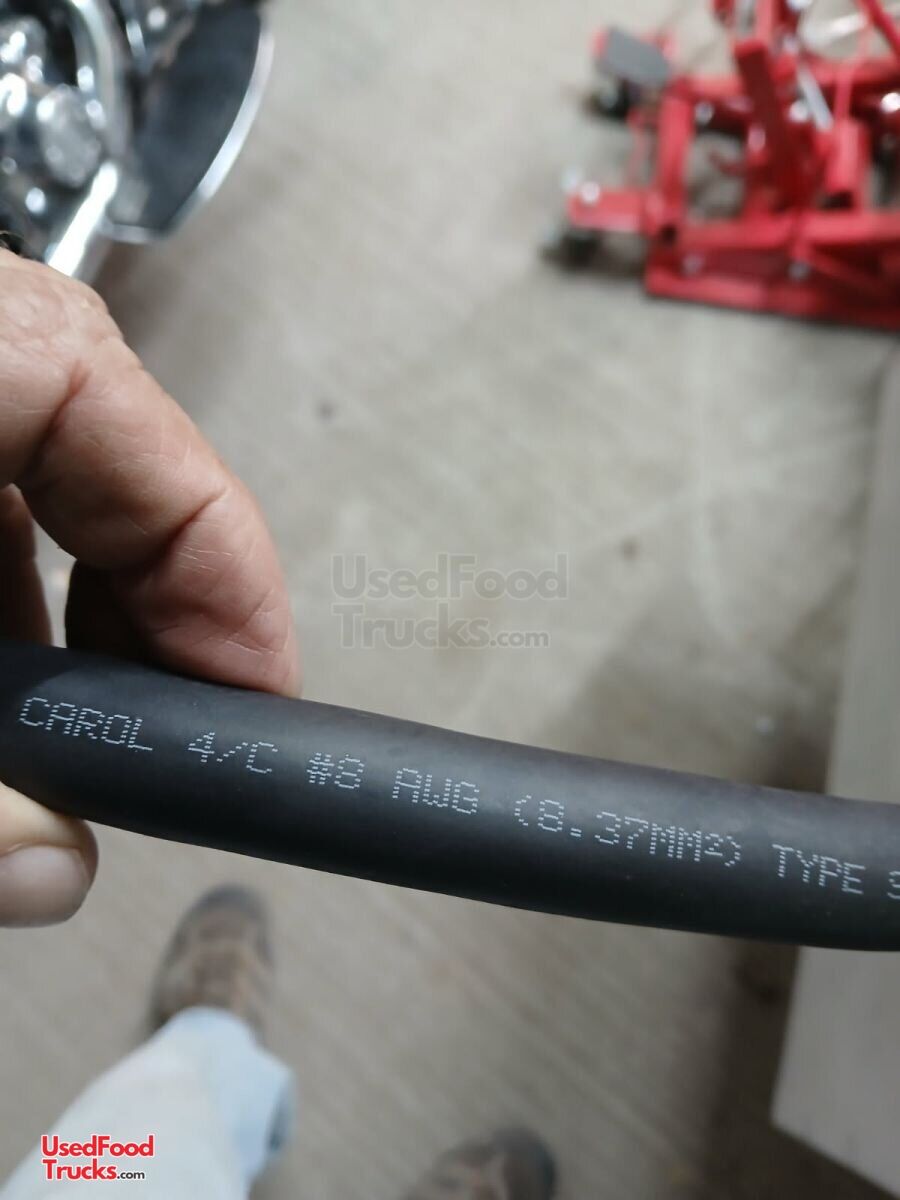 UsedFood
Trucks.com
CAROL 4/C #8 AWG (8.37MM²) TYPE
UsedFood
Trucks.com